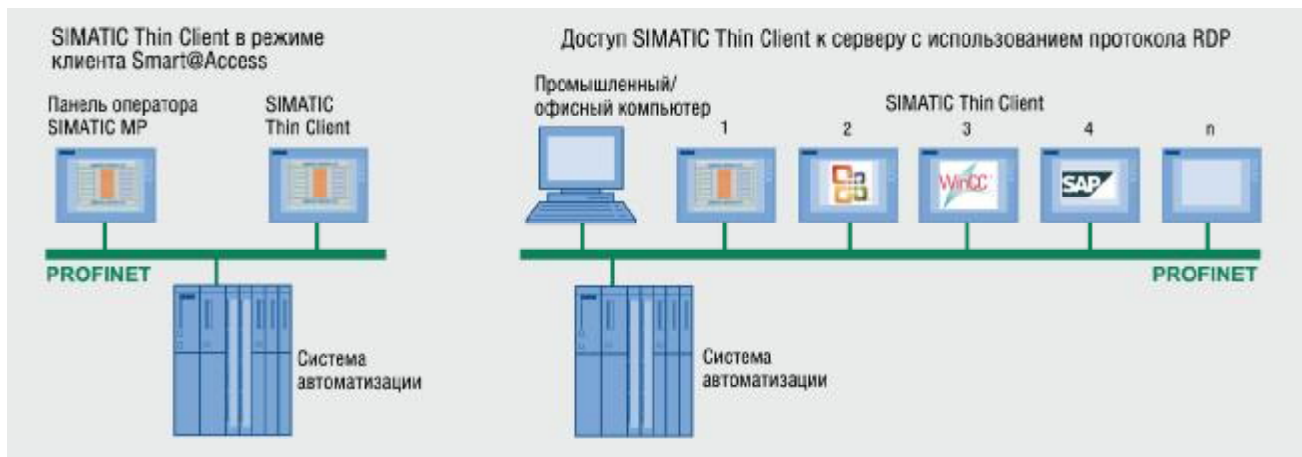 SIMATIC Thin Client в режиме
клиента Smart@Access
Панель оператора
SIMATIC MP
SIMATIC
Thin Client
PROFINET
Система
автоматизации
Доступ SIMATIC Thin Client к серверу с использованием протокола RDP
Промышленный/
офисный компьютер
SIMATIC Thin Client
1 2 3 4 n
WinCC
SAP
PROFINET
Система
автоматизации